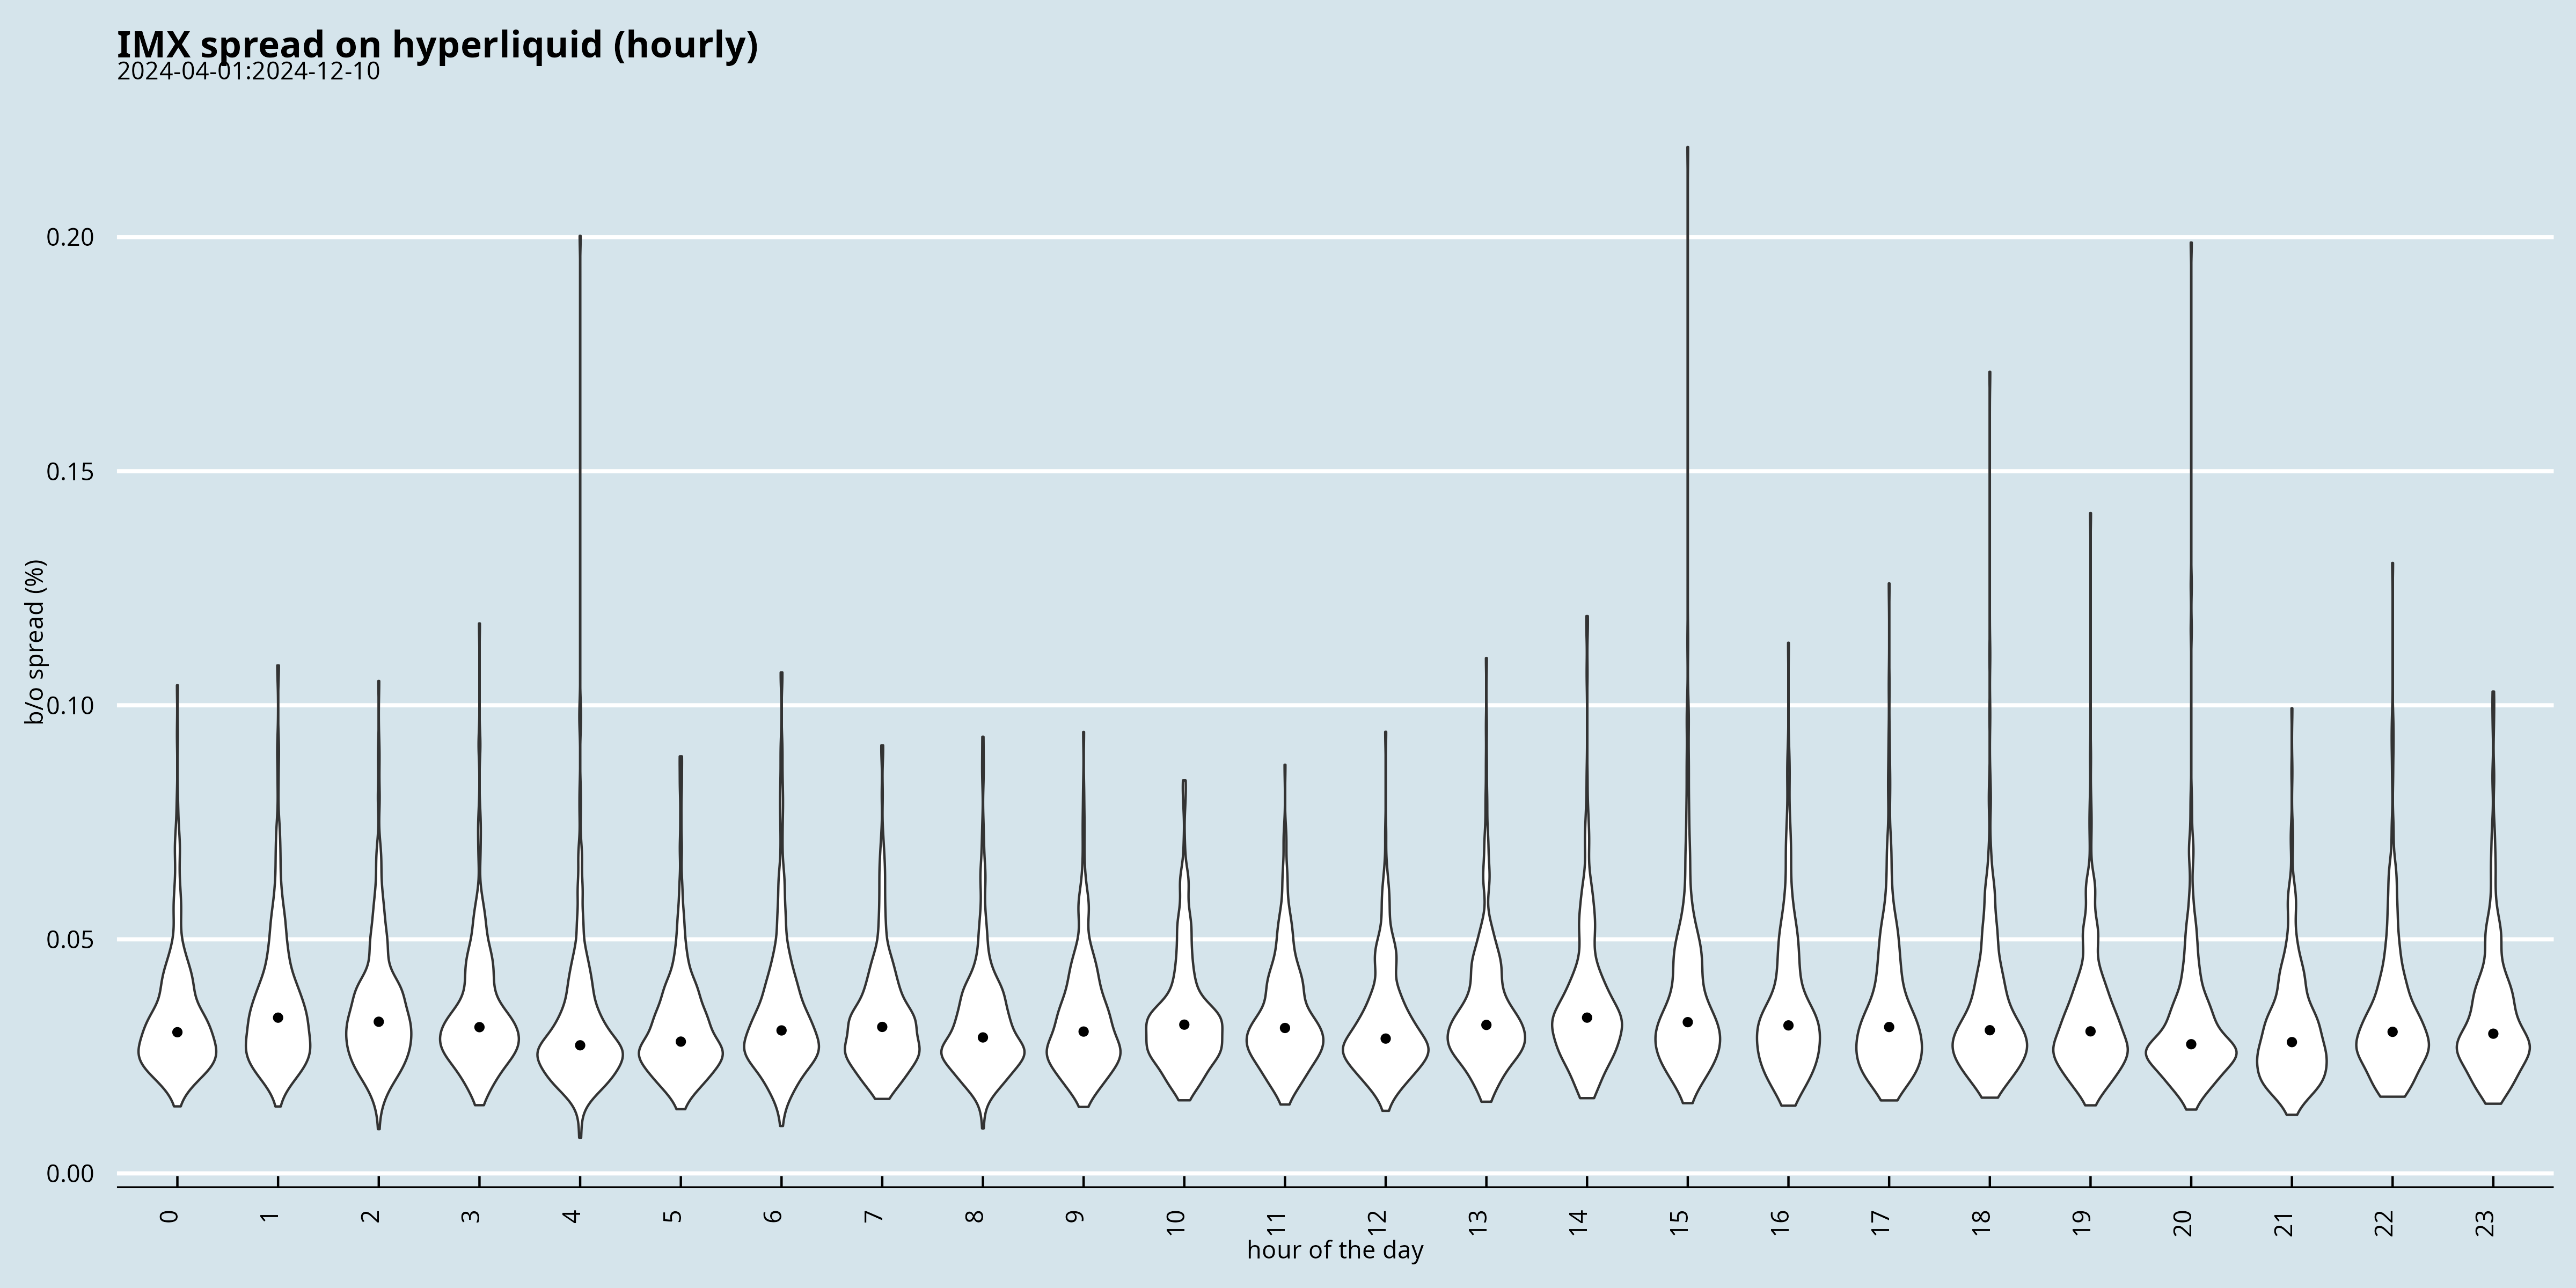 IMX spread on hyperliquid (hourly)
2024-04-01:2024-12-10
b/o spread (%)
0.20
0.15
0.10
0.05
0.00
0 1 2 3 4 5 6 7 8 9 10 11 12 13 14 15 16 17 18 19 20 21 22 23
hour of the day